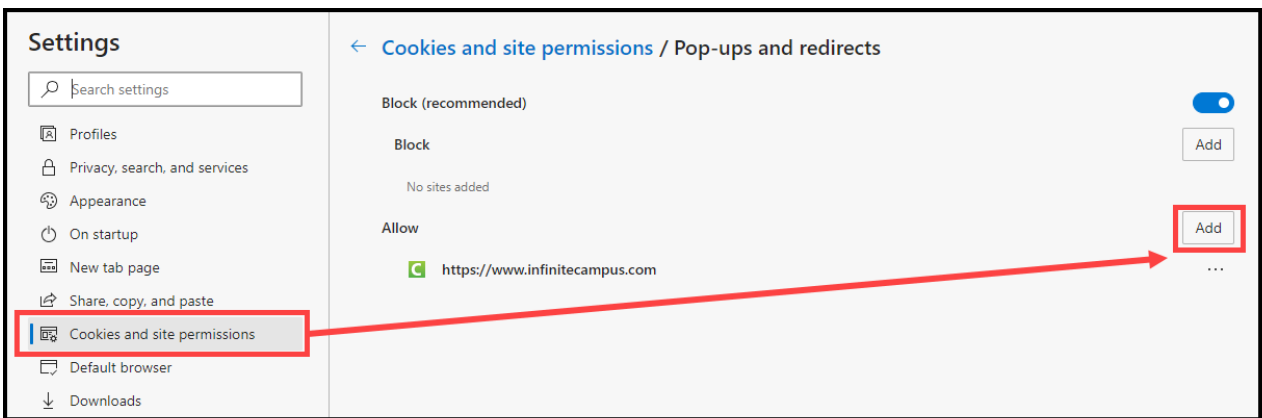 Settings
Search settings
Profiles
Privacy, search, and services
Appearance
On startup
New tab page
Share, copy, and paste
Cookies and site permissions
Default browser
Downloads
← Cookies and site permissions / Pop-ups and redirects
Block (recommended)
Block Add
No sites added
Allow Add
C https://www.infinitecampus.com ...